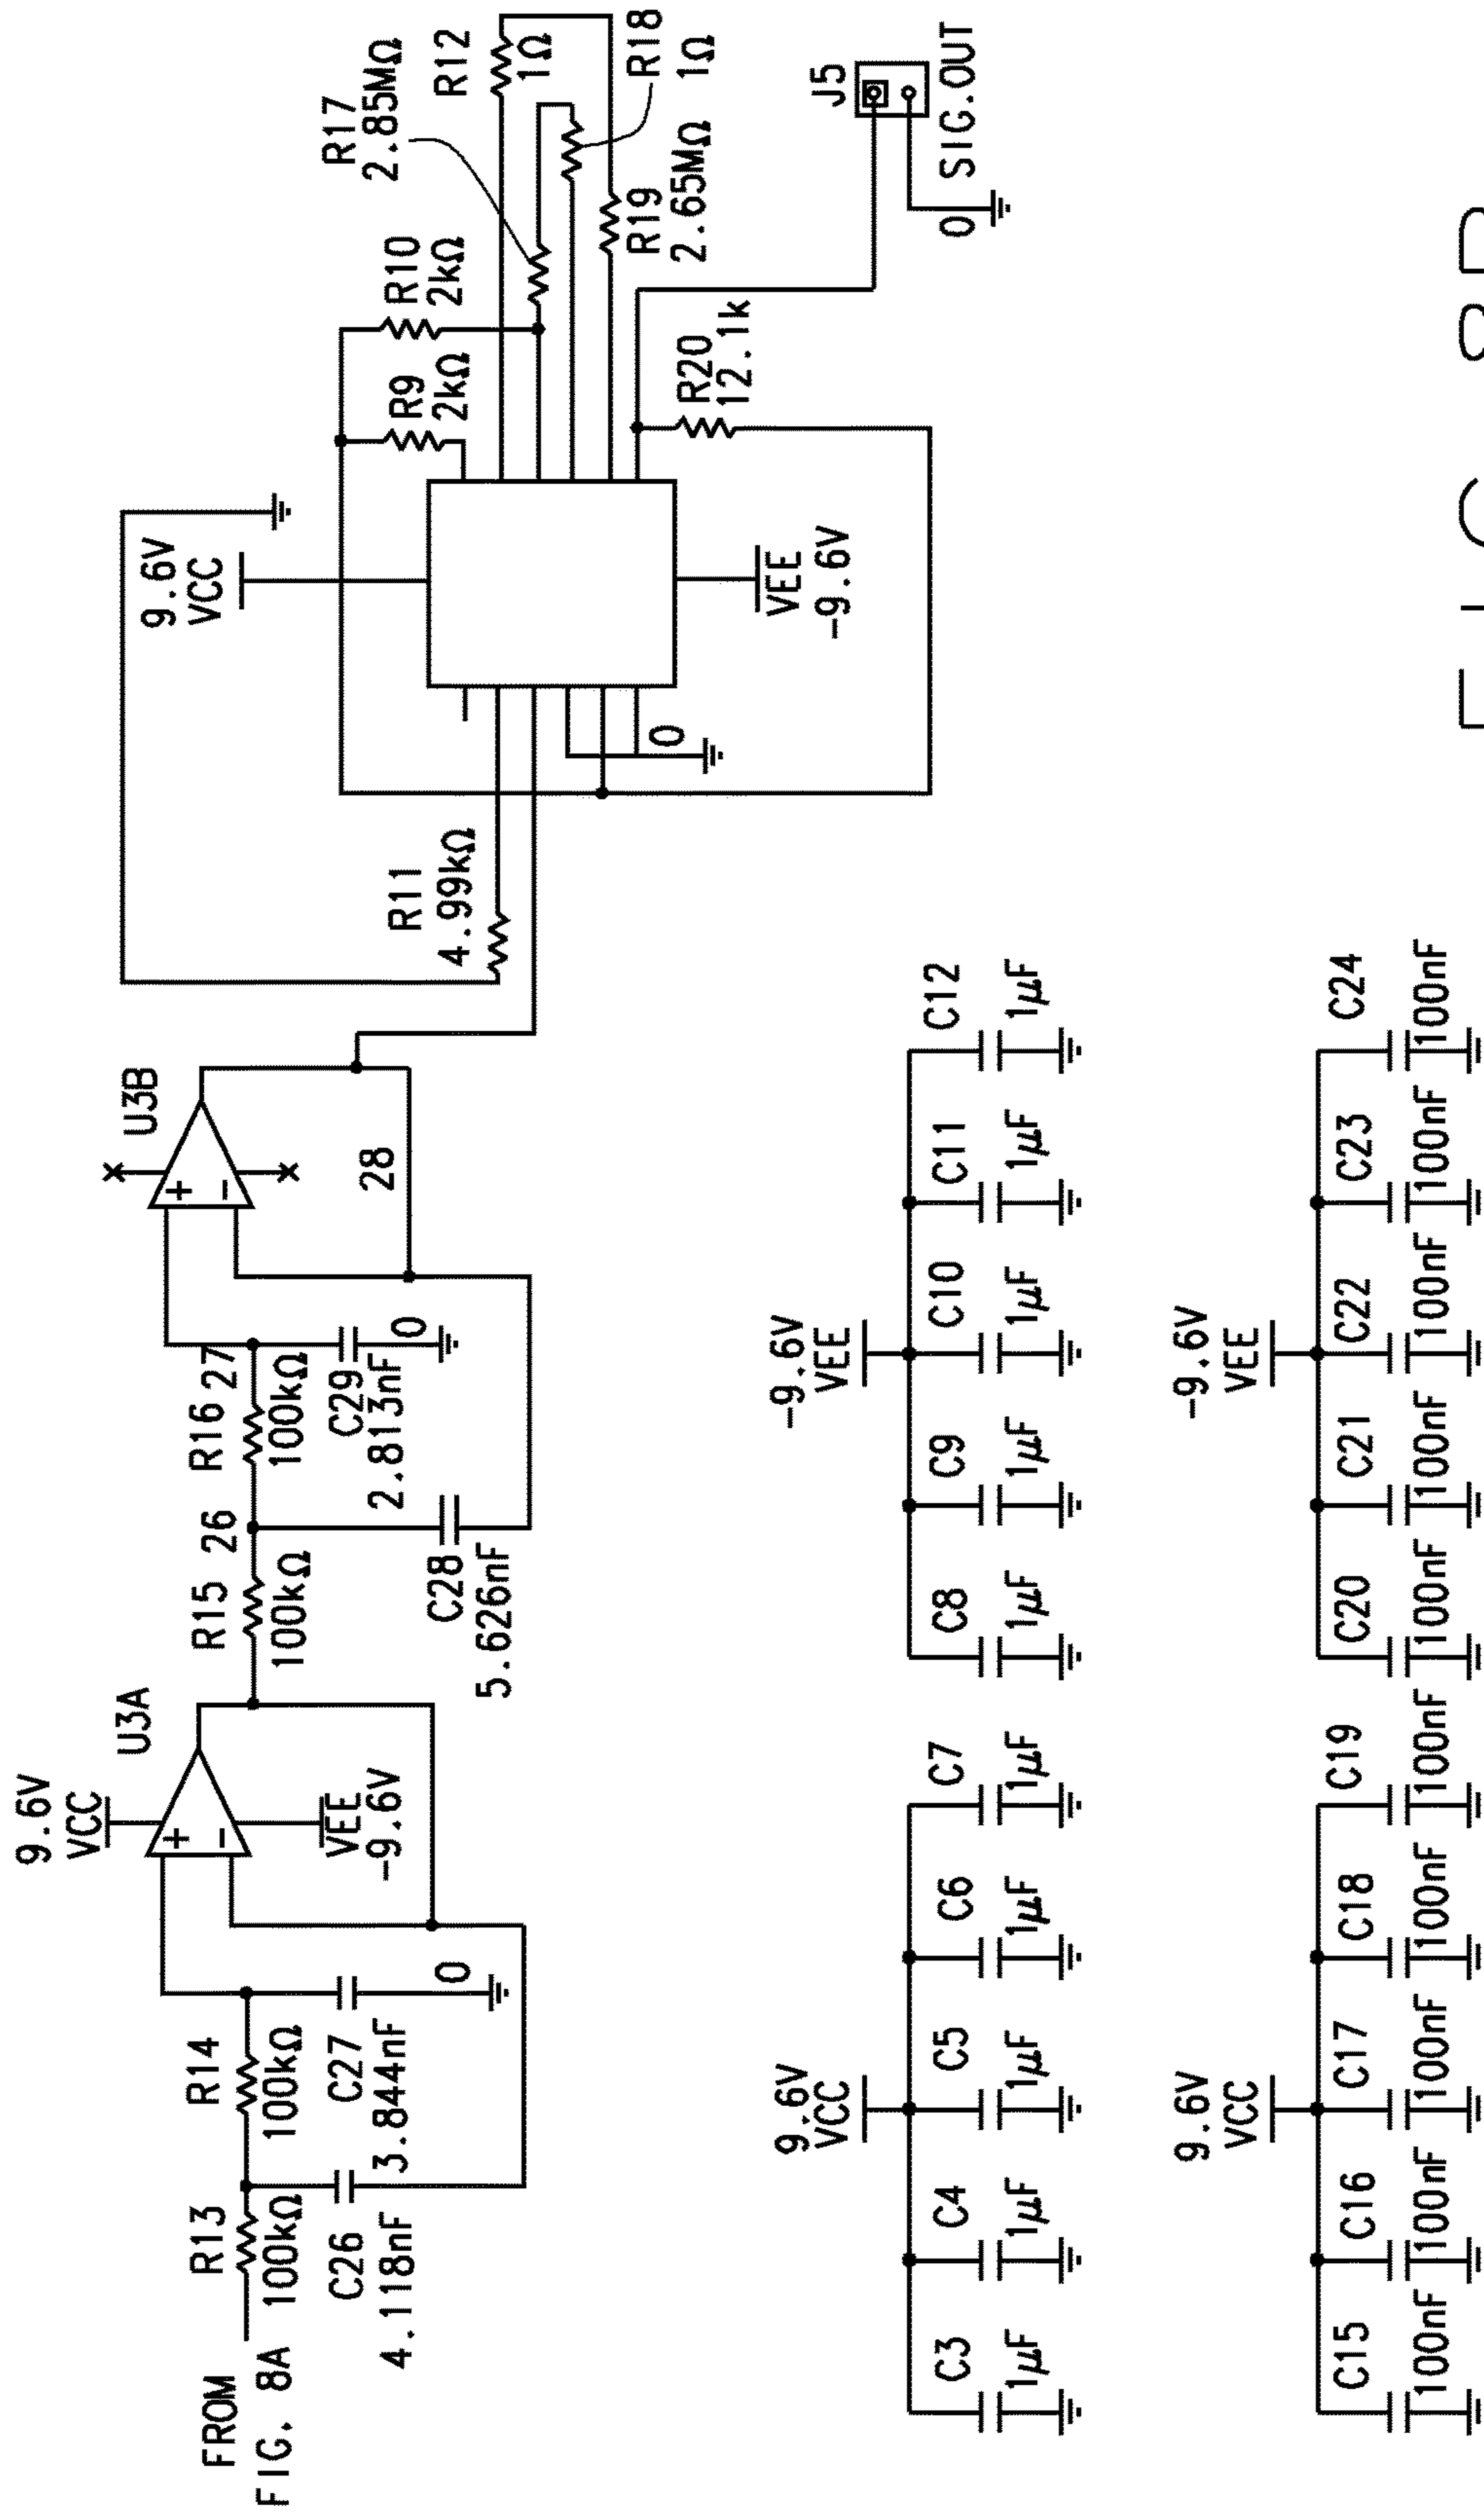 FROM
FIG. 8A
R13
100kΩ
C26
4.118nF
R14
100kΩ
C27
3.844nF
0
9.6V
VCC
U3A
+
-
VEE
-9.6V
R15
100kΩ
26
C28
5.626nF
R16
100kΩ
27
C29
2.813nF
0
U3B
+
-
28
R11
4.99kΩ
9.6V
VCC
0
VEE
-9.6V
R9
2kΩ
R10
2kΩ
R17
2.85MΩ
R12
1Ω
R18
1Ω
R19
2.65MΩ
R20
12.1k
J5
0
SIG.OUT
9.6V
VCC
C3
1µF
C4
1µF
C5
1µF
C6
1µF
C7
1µF
-9.6V
VEE
C8
1µF
C9
1µF
C10
1µF
C11
1µF
C12
1µF
9.6V
VCC
C15
100nF
C16
100nF
C17
100nF
C18
100nF
C19
100nF
-9.6V
VEE
C20
100nF
C21
100nF
C22
100nF
C23
100nF
C24
100nF